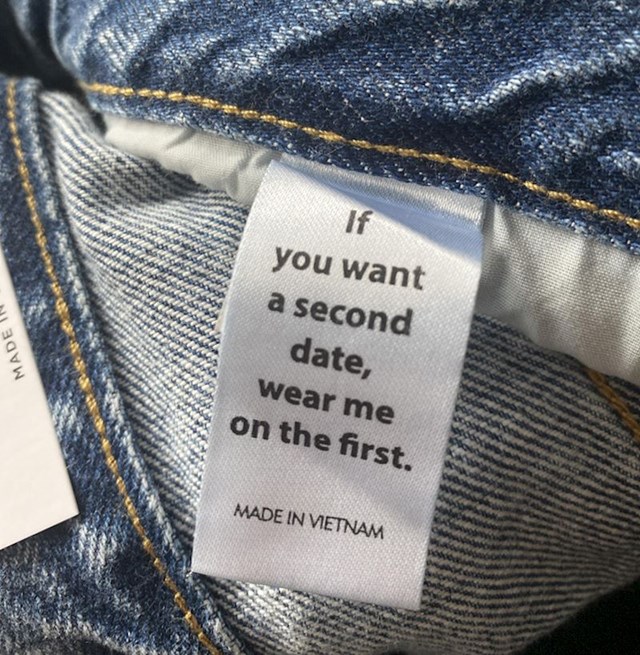 If
you want
a second
date,
wear me
on the first.
MADE IN VIETNAM
MADE IN